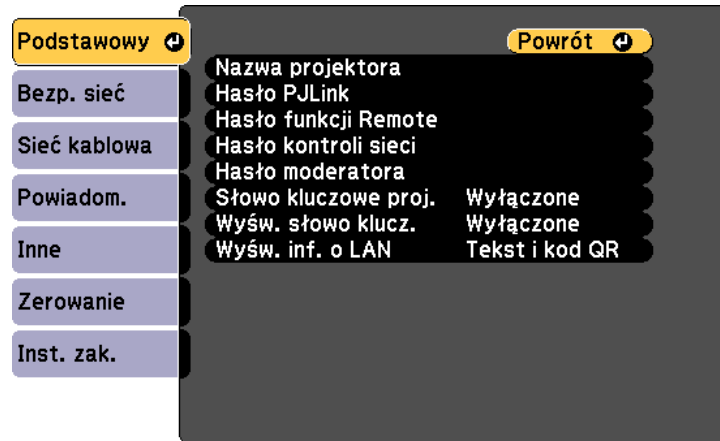 Podstawowy
Bezp. sieć
Sieć kablowa
Powiadom.
Inne
Zerowanie
Inst. zak.
Powrót
Nazwa projektora
Hasło PJLink
Hasło funkcji Remote
Hasło kontroli sieci
Hasło moderatora
Słowo kluczowe proj. Wyłączone
Wyśw. słowo klucz. Wyłączone
Wyśw. inf. o LAN Tekst i kod QR